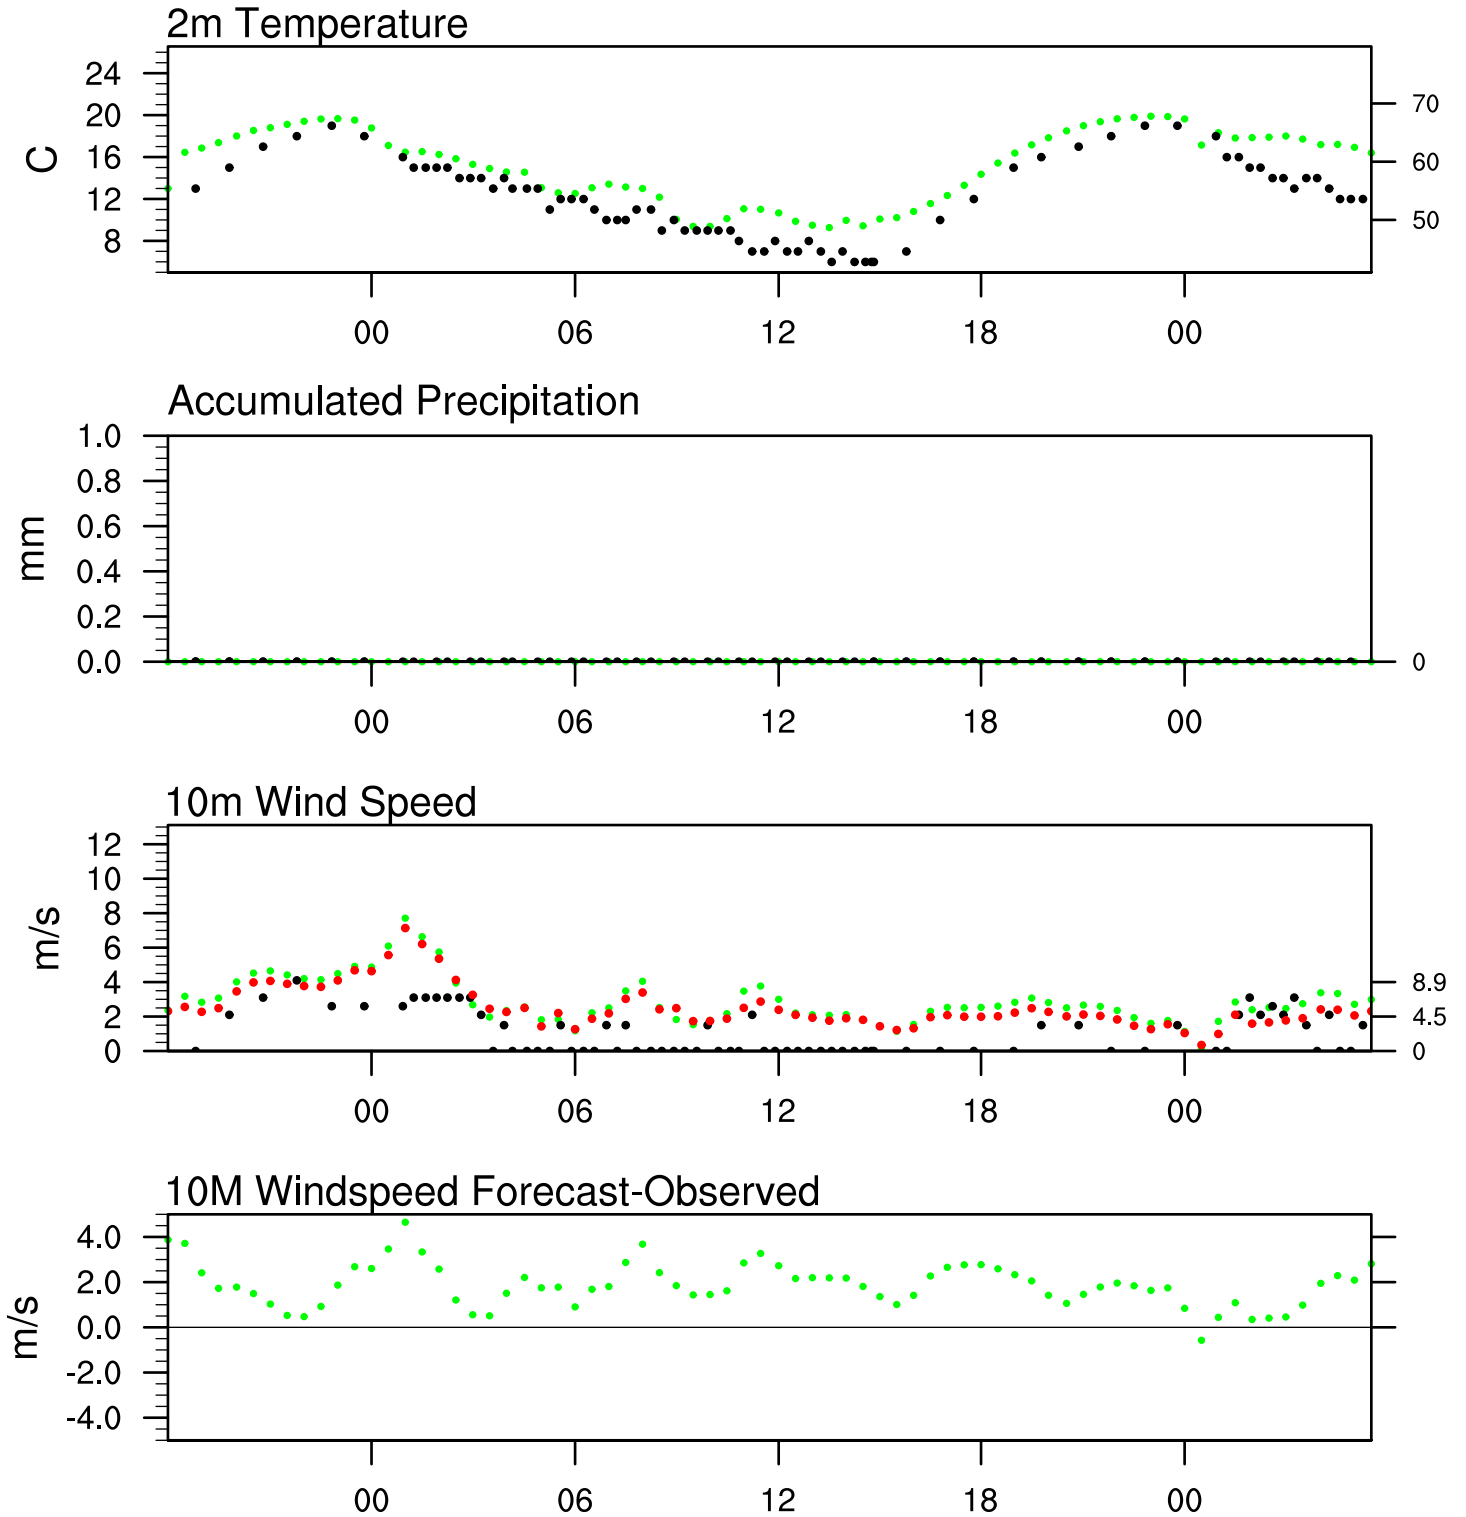 2m Temperature
24
20
16
12
8
C
70
60
50
00 06 12 18 00
Accumulated Precipitation
1.0
0.8
0.6
0.4
0.2
0.0
mm
0
00 06 12 18 00
10m Wind Speed
12
10
8
6
4
2
0
m/s
8.9
4.5
0
00 06 12 18 00
10M Windspeed Forecast-Observed
4.0
2.0
0.0
-2.0
-4.0
m/s
00 06 12 18 00